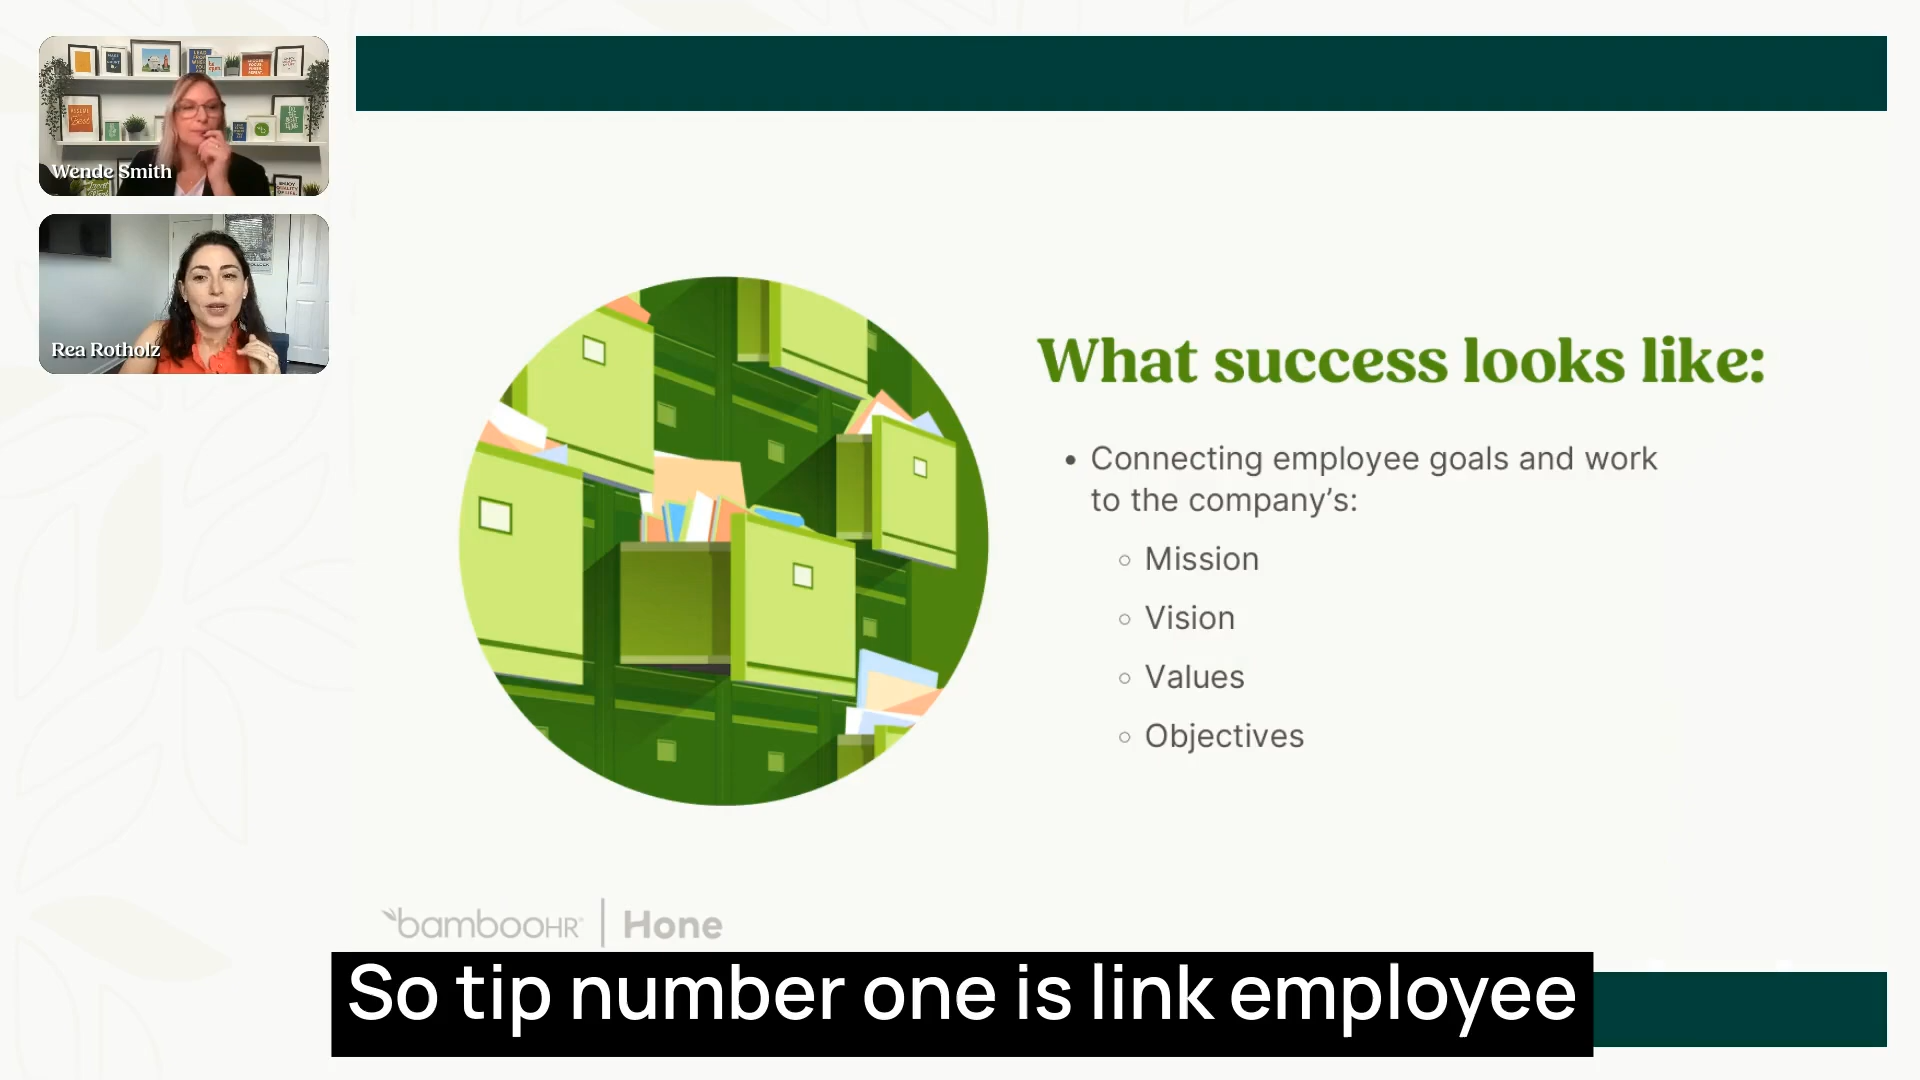 Wende Smith
Rea Rotholz
What success looks like:
• Connecting employee goals and work
to the company’s:
○ Mission
○ Vision
○ Values
○ Objectives
bambooHR | Hone
So tip number one is link employee